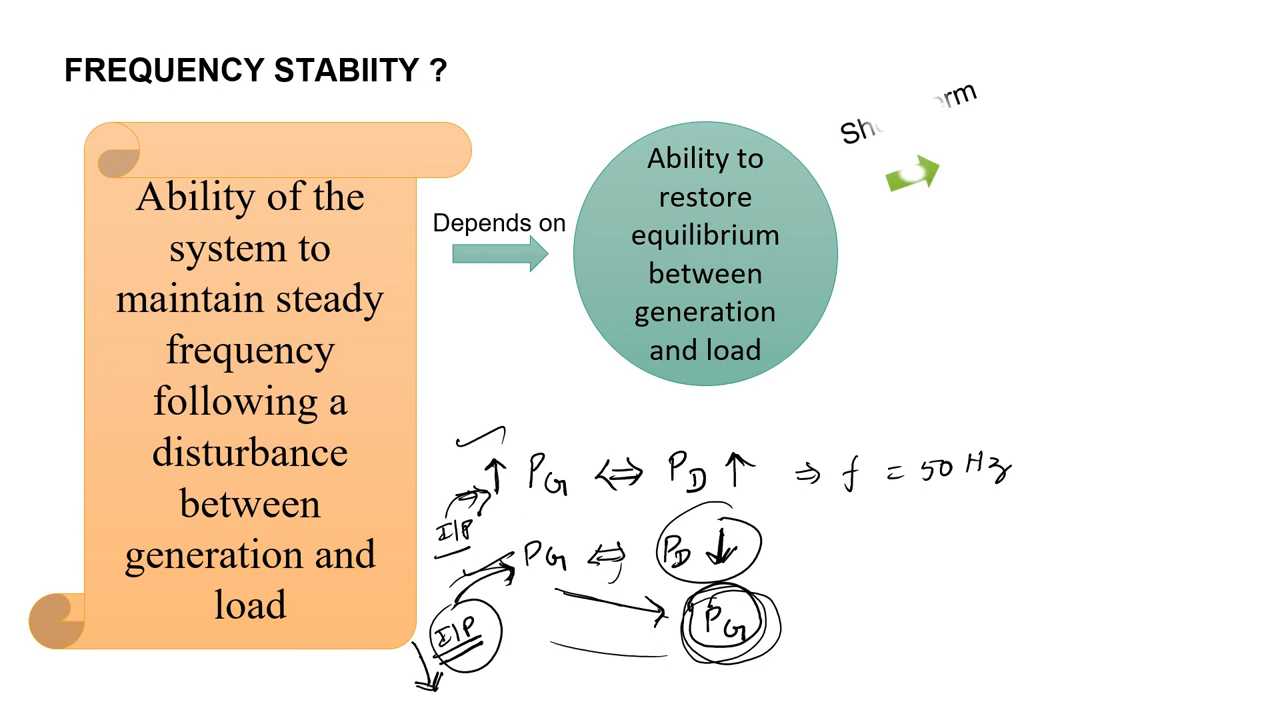 FREQUENCY STABIITY ?
Ability of the
system to
maintain steady
frequency
following a
disturbance
between
generation and
load
Depends on
Ability to
restore
equilibrium
between
generation
and load
↑ PG ⇔ PD ↑ ⇒ f = 50 Hz
I/P
PG ⇔ PD ↓
I/P
PG